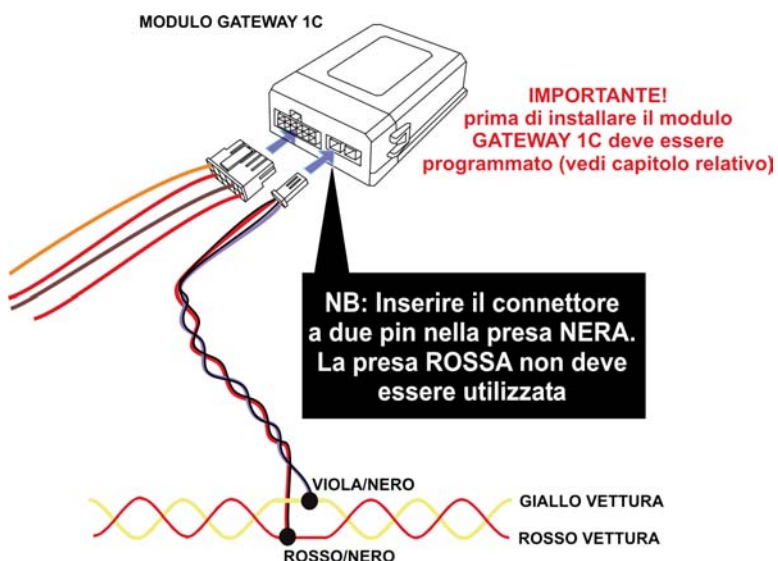 MODULO GATEWAY 1C
IMPORTANTE!
prima di installare il modulo
GATEWAY 1C deve essere
programmato (vedi capitolo relativo)
NB: Inserire il connettore
a due pin nella presa NERA.
La presa ROSSA non deve
essere utilizzata
VIOLA/NERO
GIALLO VETTURA
ROSSO VETTURA
ROSSO/NERO